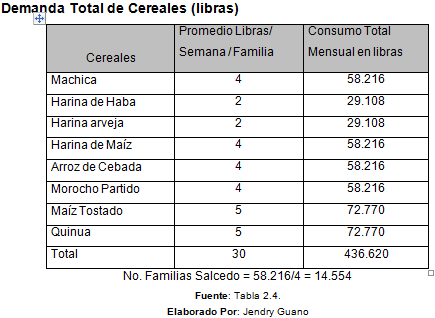 Demanda Total de Cereales (libras)
Cereales Promedio Libras/ Semana / Familia Consumo Total Mensual en libras
Machica 4 58.216
Harina de Haba 2 29.108
Harina arveja 2 29.108
Harina de Maíz 4 58.216
Arroz de Cebada 4 58.216
Morocho Partido 4 58.216
Maíz Tostado 5 72.770
Quinua 5 72.770
Total 30 436.620
No. Familias Salcedo = 58.216/4 = 14.554
Fuente: Tabla 2.4.
Elaborado Por: Jendry Guano